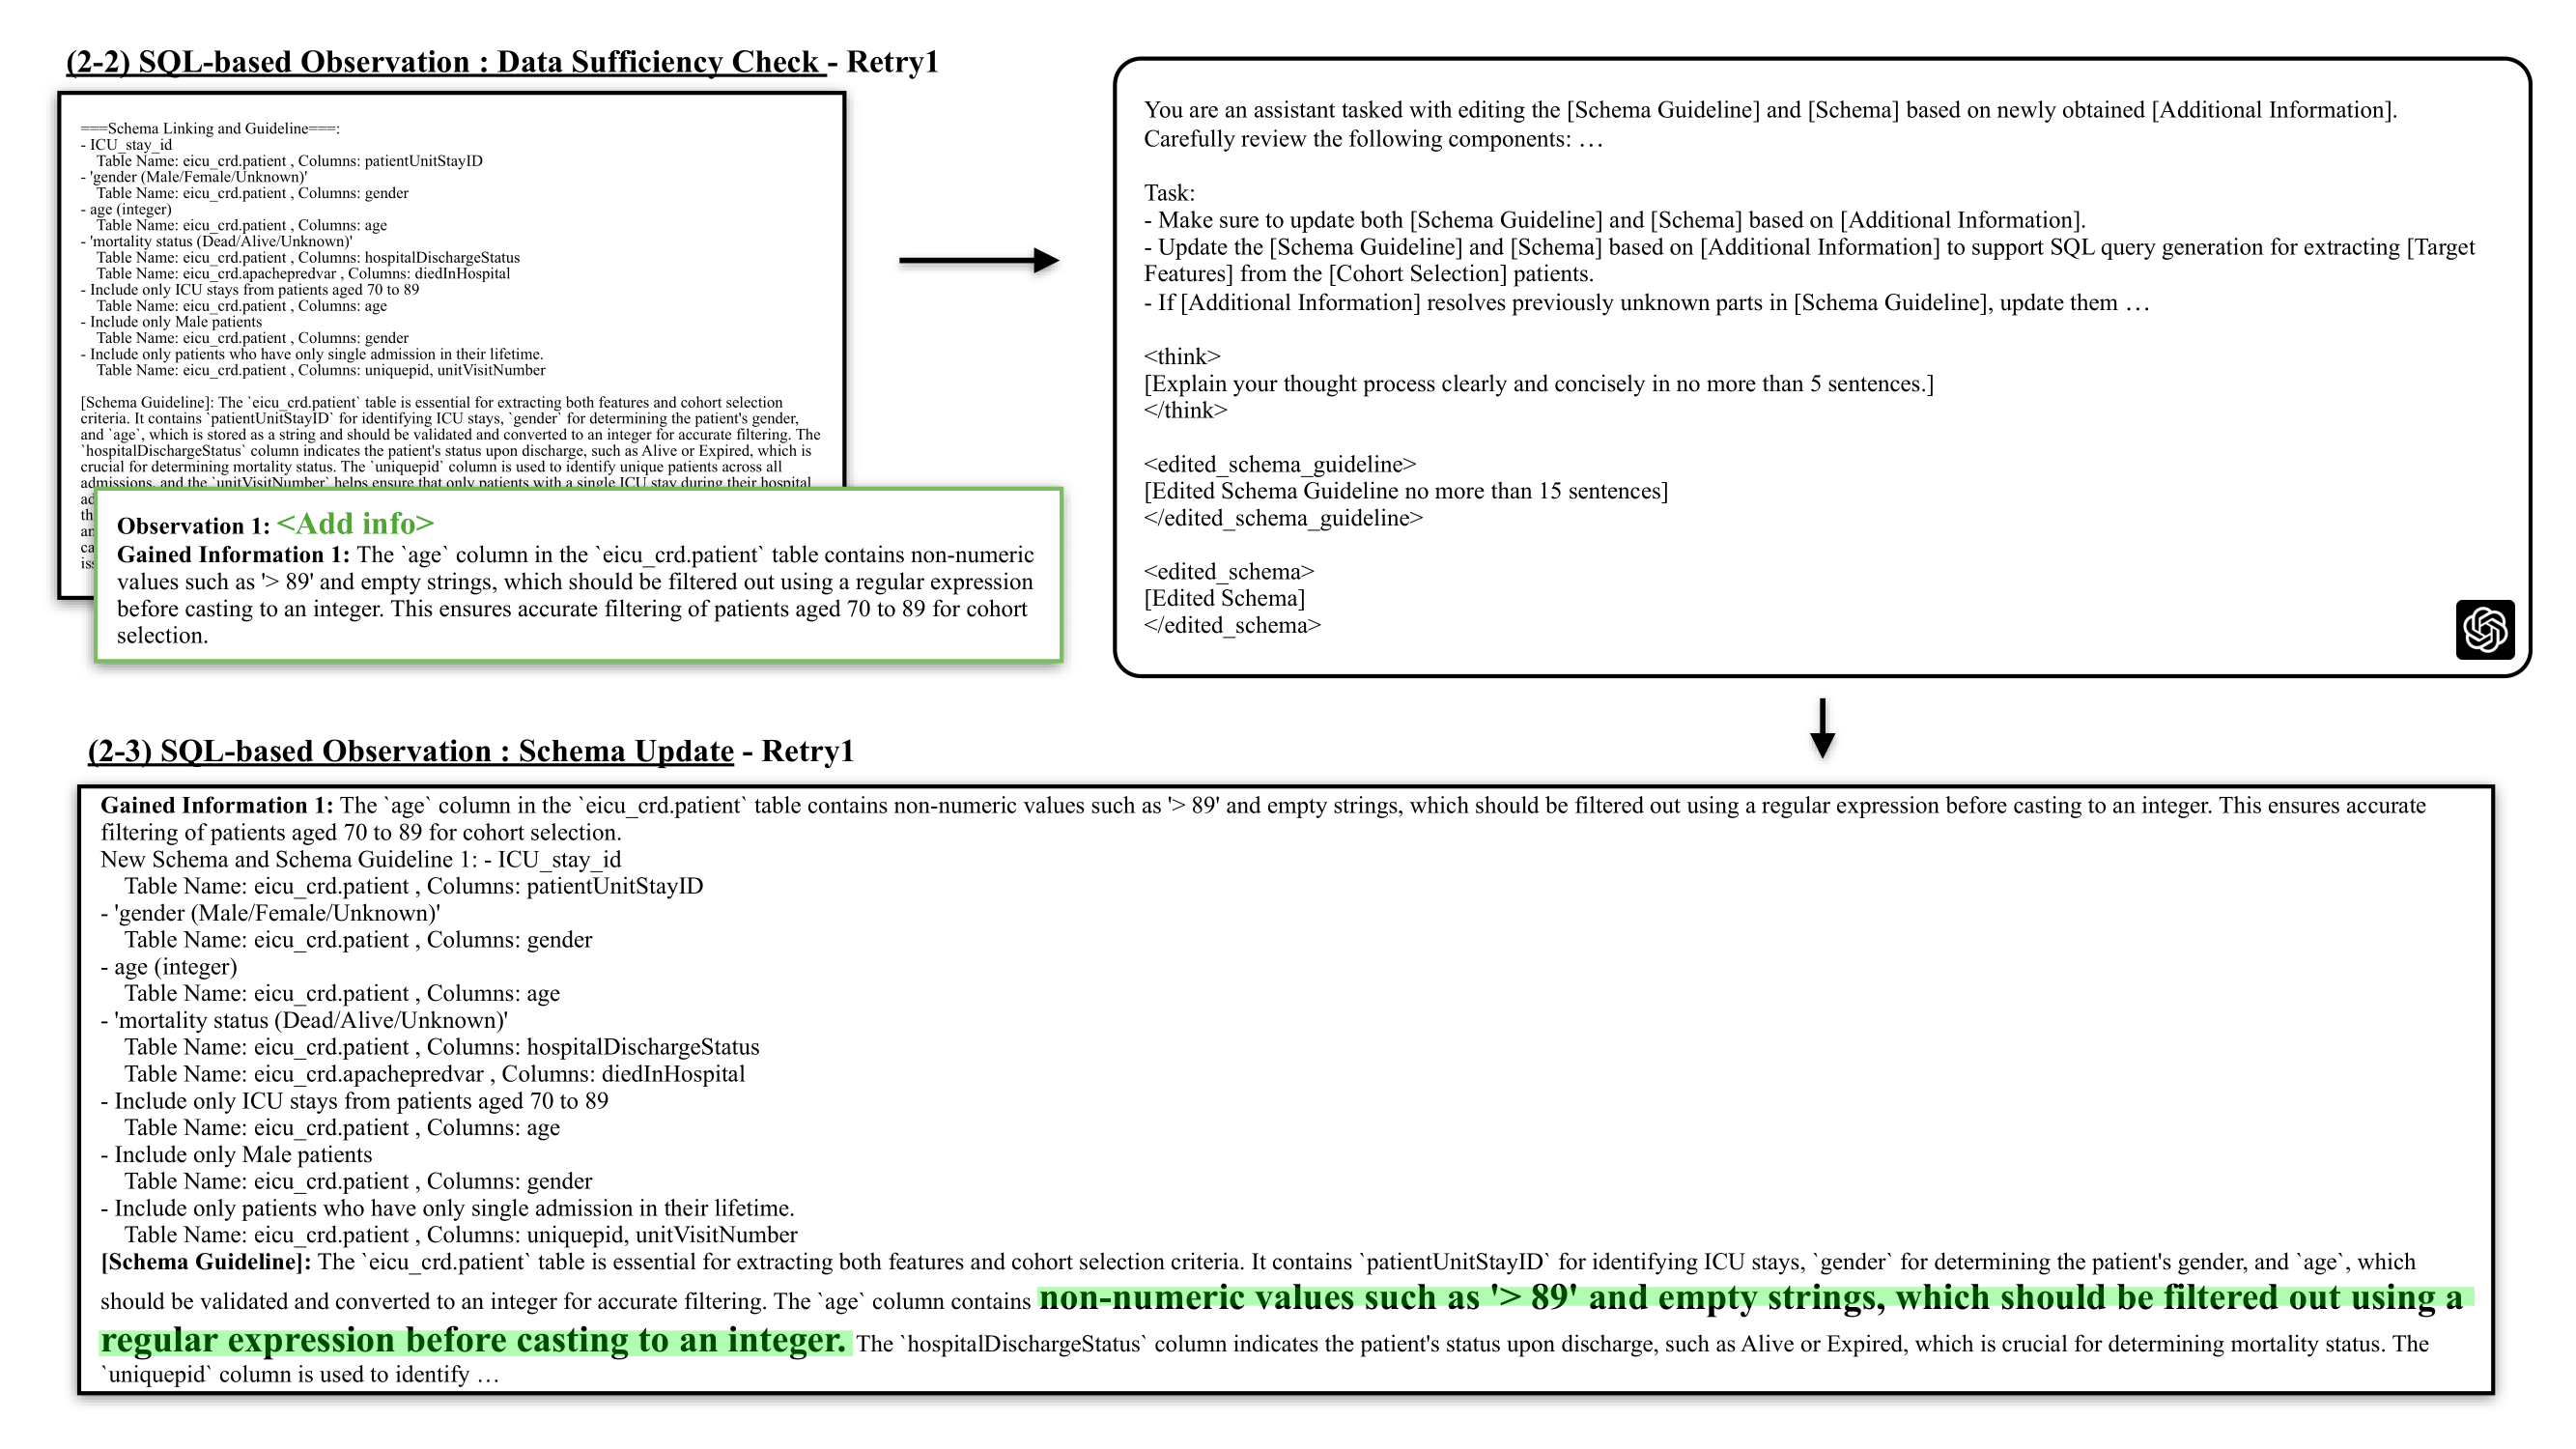 (2-2) SQL-based Observation : Data Sufficiency Check - Retry1
===Schema Linking and Guideline===:
- ICU_stay_id
Table Name: eicu_crd.patient , Columns: patientUnitStayID
- 'gender (Male/Female/Unknown)'
Table Name: eicu_crd.patient , Columns: gender
- age (integer)
Table Name: eicu_crd.patient , Columns: age
- 'mortality status (Dead/Alive/Unknown)'
Table Name: eicu_crd.patient , Columns: hospitalDischargeStatus
Table Name: eicu_crd.apachepredvar , Columns: diedInHospital
- Include only ICU stays from patients aged 70 to 89
Table Name: eicu_crd.patient , Columns: age
- Include only Male patients
Table Name: eicu_crd.patient , Columns: gender
- Include only patients who have only single admission in their lifetime.
Table Name: eicu_crd.patient , Columns: uniquepid, unitVisitNumber
[Schema Guideline]: The `eicu_crd.patient` table is essential for extracting both features and cohort selection
criteria. It contains `patientUnitStayID` for identifying ICU stays, `gender` for determining the patient's gender,
and `age`, which is stored as a string and should be validated and converted to an integer for accurate filtering. The
`hospitalDischargeStatus` column indicates the patient's status upon discharge, such as Alive or Expired, which is
crucial for determining mortality status. The `uniquepid` column is used to identify unique patients across all
admissions, and the `unitVisitNumber` helps ensure that only patients with a single ICU stay during their hospital
Observation 1: <Add info>
Gained Information 1: The `age` column in the `eicu_crd.patient` table contains non-numeric
values such as '> 89' and empty strings, which should be filtered out using a regular expression
before casting to an integer. This ensures accurate filtering of patients aged 70 to 89 for cohort
selection.
You are an assistant tasked with editing the [Schema Guideline] and [Schema] based on newly obtained [Additional Information].
Carefully review the following components: …
Task:
- Make sure to update both [Schema Guideline] and [Schema] based on [Additional Information].
- Update the [Schema Guideline] and [Schema] based on [Additional Information] to support SQL query generation for extracting [Target
Features] from the [Cohort Selection] patients.
- If [Additional Information] resolves previously unknown parts in [Schema Guideline], update them …
<think>
[Explain your thought process clearly and concisely in no more than 5 sentences.]
</think>
<edited_schema_guideline>
[Edited Schema Guideline no more than 15 sentences]
</edited_schema_guideline>
<edited_schema>
[Edited Schema]
</edited_schema>
(2-3) SQL-based Observation : Schema Update - Retry1
Gained Information 1: The `age` column in the `eicu_crd.patient` table contains non-numeric values such as '> 89' and empty strings, which should be filtered out using a regular expression before casting to an integer. This ensures accurate
filtering of patients aged 70 to 89 for cohort selection.
New Schema and Schema Guideline 1: - ICU_stay_id
Table Name: eicu_crd.patient , Columns: patientUnitStayID
- 'gender (Male/Female/Unknown)'
Table Name: eicu_crd.patient , Columns: gender
- age (integer)
Table Name: eicu_crd.patient , Columns: age
- 'mortality status (Dead/Alive/Unknown)'
Table Name: eicu_crd.patient , Columns: hospitalDischargeStatus
Table Name: eicu_crd.apachepredvar , Columns: diedInHospital
- Include only ICU stays from patients aged 70 to 89
Table Name: eicu_crd.patient , Columns: age
- Include only Male patients
Table Name: eicu_crd.patient , Columns: gender
- Include only patients who have only single admission in their lifetime.
Table Name: eicu_crd.patient , Columns: uniquepid, unitVisitNumber
[Schema Guideline]: The `eicu_crd.patient` table is essential for extracting both features and cohort selection criteria. It contains `patientUnitStayID` for identifying ICU stays, `gender` for determining the patient's gender, and `age`, which
should be validated and converted to an integer for accurate filtering. The `age` column contains non-numeric values such as '> 89' and empty strings, which should be filtered out using a
regular expression before casting to an integer. The `hospitalDischargeStatus` column indicates the patient's status upon discharge, such as Alive or Expired, which is crucial for determining mortality status. The
`uniquepid` column is used to identify …